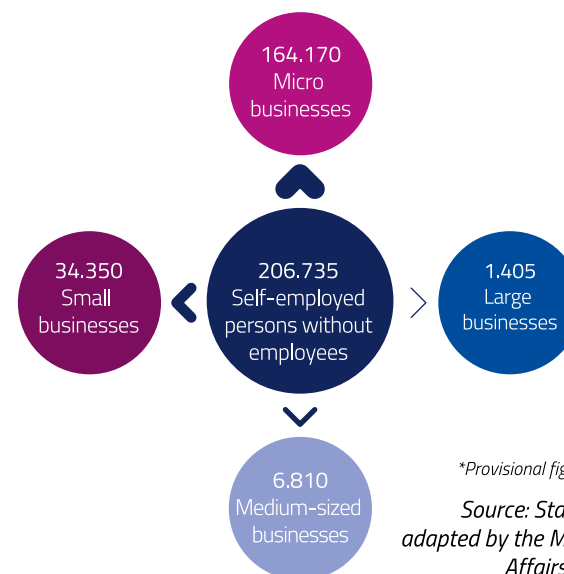 164.170
Micro
businesses
34.350
Small
businesses
206.735
Self-employed
persons without
employees
1.405
Large
businesses
6.810
Medium-sized
businesses
*Provisional
Source:
adapted by the
Affairs